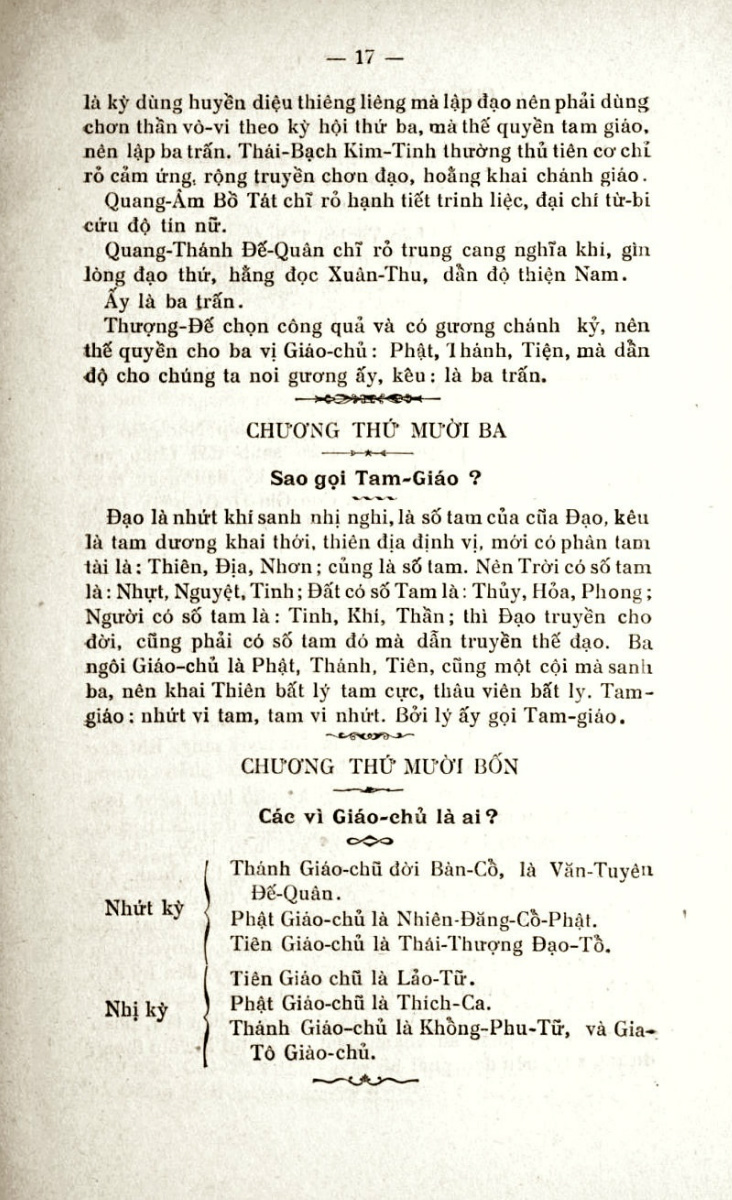 — 17 —
là kỳ dùng huyền diệu thiêng liêng mà lập đạo nên phải dùng
chơn thần vô-vi theo kỳ hội thứ ba, mà thế quyền tam giáo,
nên lập ba trấn. Thái-Bạch Kim-Tinh thường thủ tiên cơ chỉ
rỏ cảm ứng, rộng truyền chơn đạo, hoằng khai chánh giáo.
Quang-Âm Bồ Tát chĩ rỏ hạnh tiết trinh liệc, đại chí từ-bi
cứu độ tín nữ.
Quang-Thánh Đế-Quân chĩ rỏ trung cang nghĩa khi, gìn
lòng đạo thứ, hằng đọc Xuân-Thu, dẫn độ thiện Nam.
Ấy là ba trấn.
Thượng-Đế chọn công quả và có gương chánh kỷ, nên
thế quyền cho ba vị Giáo-chủ: Phật, Thánh, Tiện, mà dẫn
độ cho chúng ta noi gương ấy, kêu: là ba trấn.
CHƯƠNG THỨ MƯỜI BA
Sao gọi Tam-Giáo ?
Đạo là nhứt khí sanh nhị nghi, là số tam của cũa Đạo, kêu
là tam dương khai thới, thiên địa định vị, mới có phân tam
tài là: Thiên, Địa, Nhơn; củng là số tam. Nên Trời có số tam
là: Nhựt, Nguyệt, Tinh; Đất có số Tam là: Thủy, Hỏa, Phong;
Người có số tam là: Tinh, Khí, Thần; thì Đạo truyền cho
đời, cũng phải có số tam đó mà dẫn truyền thế đạo. Ba
ngôi Giáo-chủ là Phật, Thánh, Tiên, cũng một cội mà sanh
ba, nên khai Thiên bất lý tam cực, thâu viên bất ly. Tam-
giáo: nhứt vi tam, tam vi nhứt. Bởi lý ấy gọi Tam-giáo.
CHƯƠNG THỨ MƯỜI BỐN
Các vì Giáo-chủ là ai?
Nhứt kỳ
Thánh Giáo-chũ đời Bàn-Cổ, là Văn-Tuyên
Đế-Quân.
Phật Giáo-chủ là Nhiên-Đăng-Cổ-Phật.
Tiên Giáo-chủ là Thái-Thượng Đạo-Tổ.
Nhị kỳ
Tiên Giáo chũ là Lảo-Tữ.
Phật Giáo-chũ là Thích-Ca.
Thánh Giáo-chủ là Khổng-Phu-Tữ, và Gia-
Tô Giào-chủ.